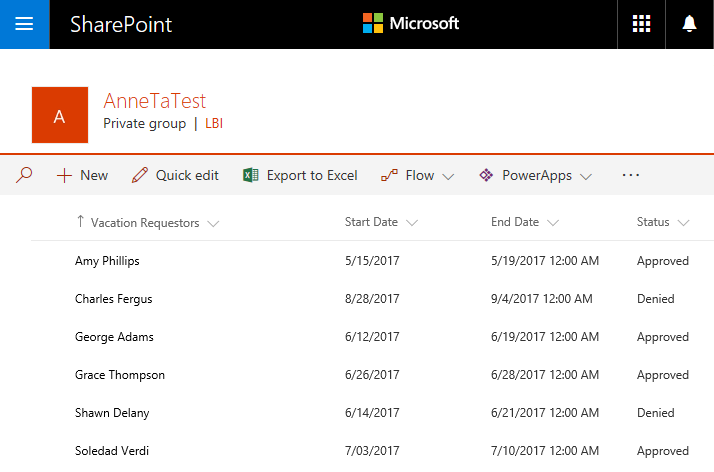 SharePoint Microsoft
A AnneTaTest
Private group | LBI
New Quick edit Export to Excel Flow PowerApps ...
↑ Vacation Requestors Start Date End Date Status
Amy Phillips 5/15/2017 5/19/2017 12:00 AM Approved
Charles Fergus 8/28/2017 9/4/2017 12:00 AM Denied
George Adams 6/12/2017 6/19/2017 12:00 AM Approved
Grace Thompson 6/26/2017 6/28/2017 12:00 AM Approved
Shawn Delany 6/14/2017 6/21/2017 12:00 AM Denied
Soledad Verdi 7/03/2017 7/10/2017 12:00 AM Approved